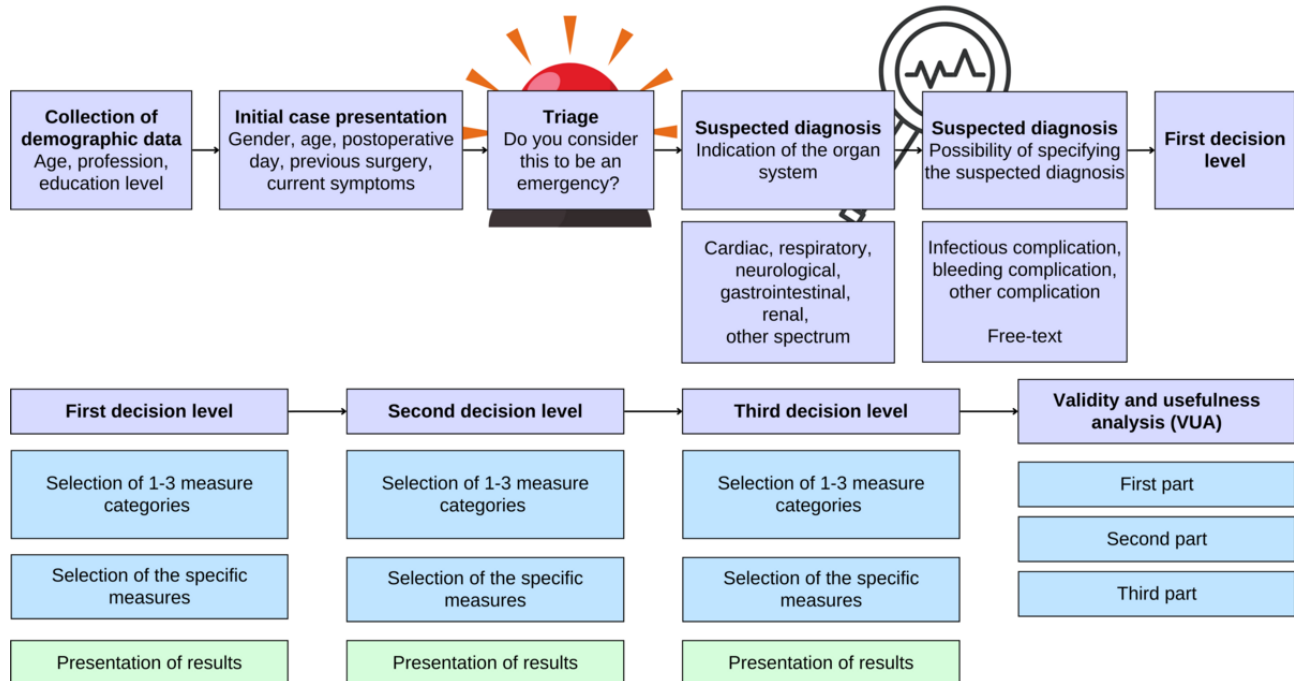 Collection of
demographic data
Age, profession,
education level
Initial case presentation
Gender, age, postoperative
day, previous surgery,
current symptoms
Triage
Do you consider
this to be an
emergency?
Suspected diagnosis
Indication of the organ
system
Suspected diagnosis
Possibility of specifying
the suspected diagnosis
First decision
level
Cardiac, respiratory,
neurological,
gastrointestinal,
renal,
other spectrum
Infectious complication,
bleeding complication,
other complication
Free-text
First decision level
Second decision level
Third decision level
Validity and usefulness
analysis (VUA)
Selection of 1-3 measure
categories
Selection of 1-3 measure
categories
Selection of 1-3 measure
categories
First part
Second part
Third part
Selection of the specific
measures
Selection of the specific
measures
Selection of the specific
measures
Presentation of results
Presentation of results
Presentation of results